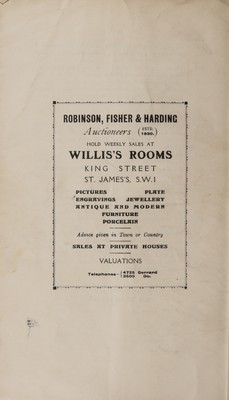 ROBINSON, FISHER & HARDING
Auctioneers (ESTD. 1830.)
HOLD WEEKLY SALES AT
WILLIS'S ROOMS
KING STREET
ST. JAMES'S, S.W.1
PICTURES PLATE
ENGRAVINGS JEWELLERY
ANTIQUE AND MODERN
FURNITURE
PORCELAIN
Advice given in Town or Country
SALES AT PRIVATE HOUSES
VALUATIONS
Telephones- 4725 Gerrard
Do.